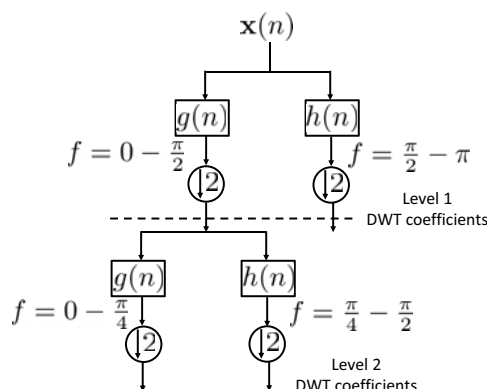 x(n)
g(n) h(n)
f = 0 − π/2 f = π/2 − π
↓2 ↓2
Level 1
DWT coefficients
g(n) h(n)
f = 0 − π/4 f = π/4 − π/2
↓2 ↓2
Level 2
DWT coefficients